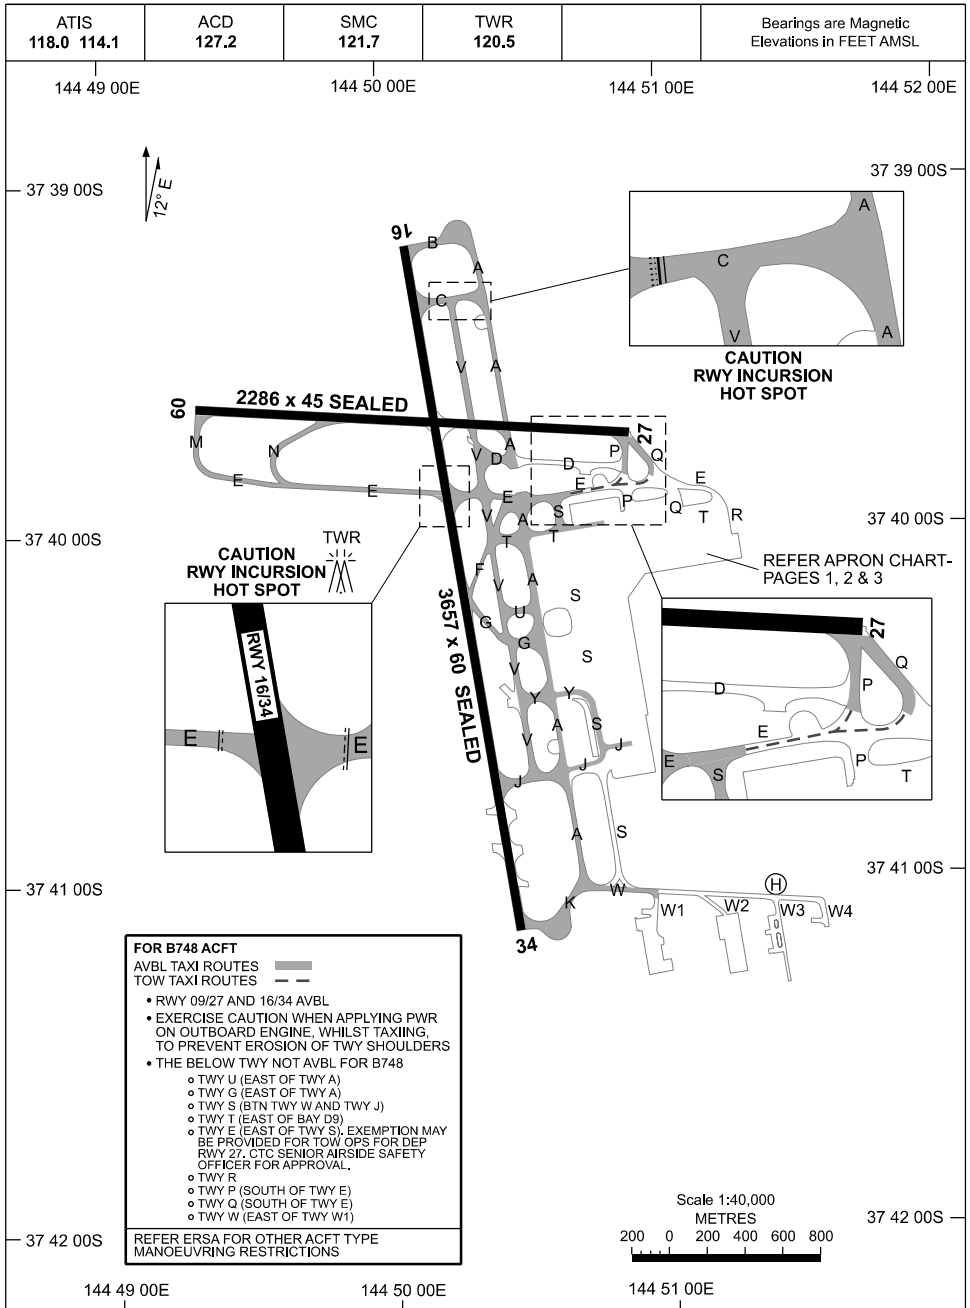 ATIS
118.0 114.1
ACD
127.2
SMC
121.7
TWR
120.5
Bearings are Magnetic
Elevations in FEET AMSL
144 49 00E
144 50 00E
144 51 00E
144 52 00E
37 39 00S
37 39 00S
12° E
16
B
A
C
V
A
A
C
V
A
CAUTION
RWY INCURSION
HOT SPOT
09
2286 x 45 SEALED
27
M
N
E
E
V
D
A
D
P
Q
E
E
E
S
P
Q
T
R
V
A
T
T
37 40 00S
37 40 00S
CAUTION
RWY INCURSION
HOT SPOT
TWR
REFER APRON CHART-
PAGES 1, 2 & 3
F
V
A
S
U
G
G
S
V
3657 x 60 SEALED
Y
Y
A
S
V
J
J
J
RWY 16/34
E
E
27
Q
P
D
E
E
S
P
T
A
S
37 41 00S
37 41 00S
K
W
H
W1
W2
W3
W4
34
FOR B748 ACFT
AVBL TAXI ROUTES
TOW TAXI ROUTES
• RWY 09/27 AND 16/34 AVBL
• EXERCISE CAUTION WHEN APPLYING PWR
ON OUTBOARD ENGINE, WHILST TAXIING,
TO PREVENT EROSION OF TWY SHOULDERS
• THE BELOW TWY NOT AVBL FOR B748
o TWY U (EAST OF TWY A)
o TWY G (EAST OF TWY A)
o TWY S (BTN TWY W AND TWY J)
o TWY T (EAST OF BAY D9)
o TWY E (EAST OF TWY S). EXEMPTION MAY
BE PROVIDED FOR TOW OPS FOR DEP
RWY 27. CTC SENIOR AIRSIDE SAFETY
OFFICER FOR APPROVAL.
o TWY R
o TWY P (SOUTH OF TWY E)
o TWY Q (SOUTH OF TWY E)
o TWY W (EAST OF TWY W1)
REFER ERSA FOR OTHER ACFT TYPE
MANOEUVRING RESTRICTIONS
Scale 1:40,000
METRES
200 0 200 400 600 800
37 42 00S
37 42 00S
144 49 00E
144 50 00E
144 51 00E